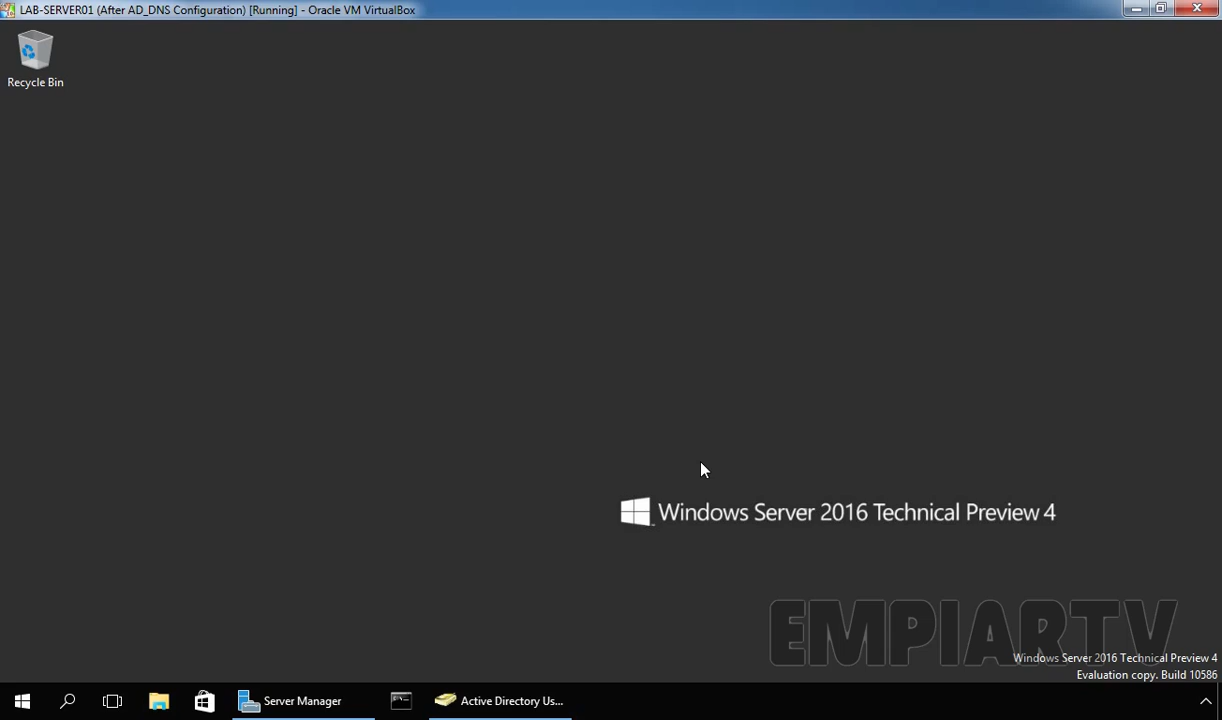 LAB-SERVER01 (After AD_DNS Configuration) [Running] - Oracle VM VirtualBox
Recycle Bin
Windows Server 2016 Technical Preview 4
EMPIARTV
Windows Server 2016 Technical Preview 4
Evaluation copy. Build 10586
Server Manager
Active Directory Us...